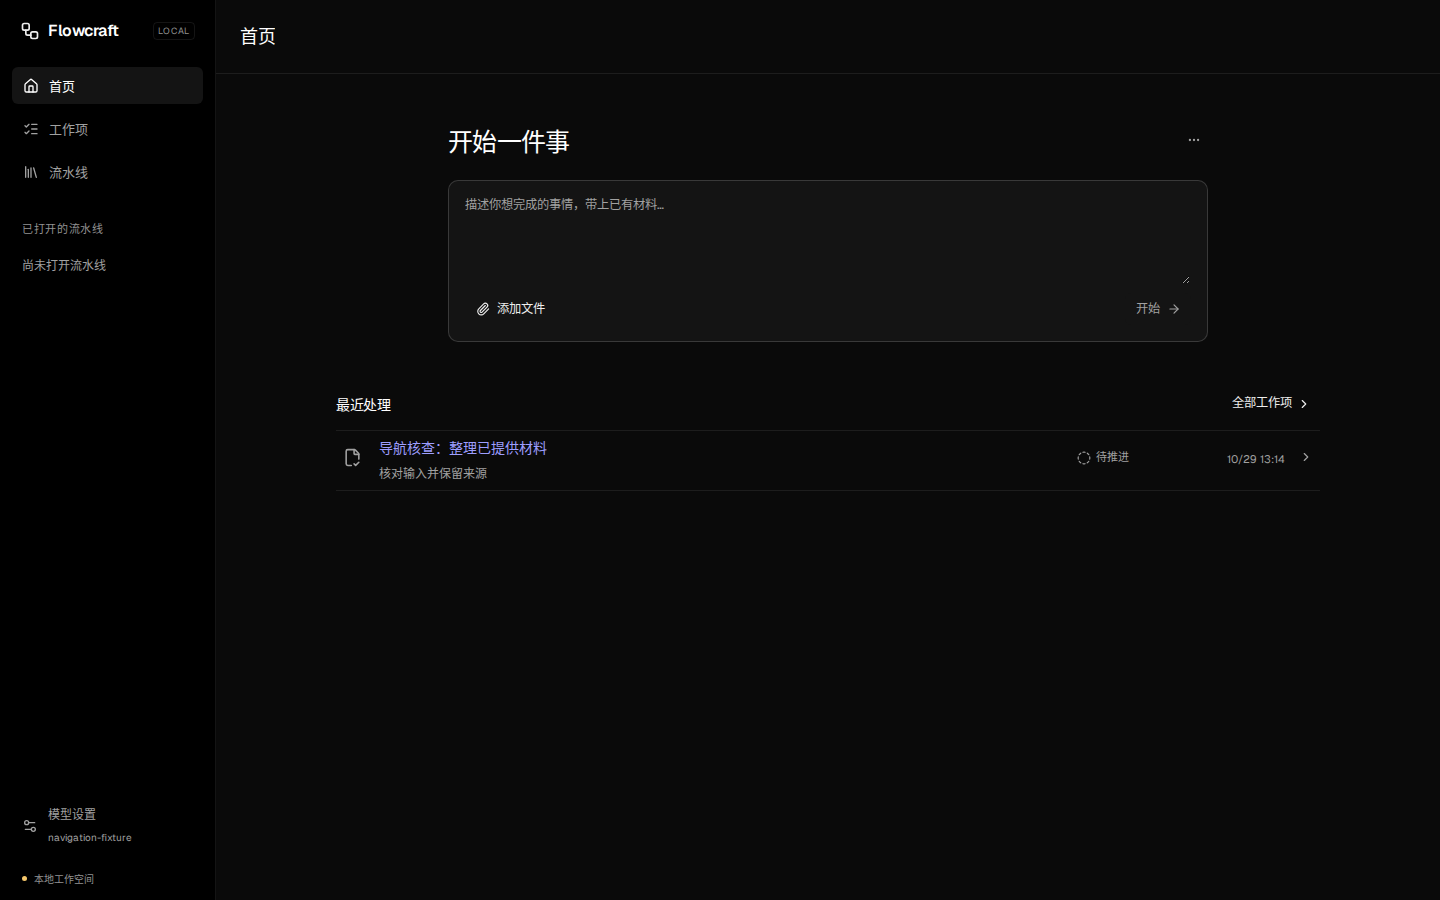 Flowcraft
LOCAL
首页
工作项
流水线
已打开的流水线
尚未打开流水线
模型设置
navigation-fixture
本地工作空间
首页
开始一件事
描述你想完成的事情，带上已有材料…
添加文件
开始
最近处理
全部工作项
导航核查：整理已提供材料
核对输入并保留来源
待推进
10/29 13:14